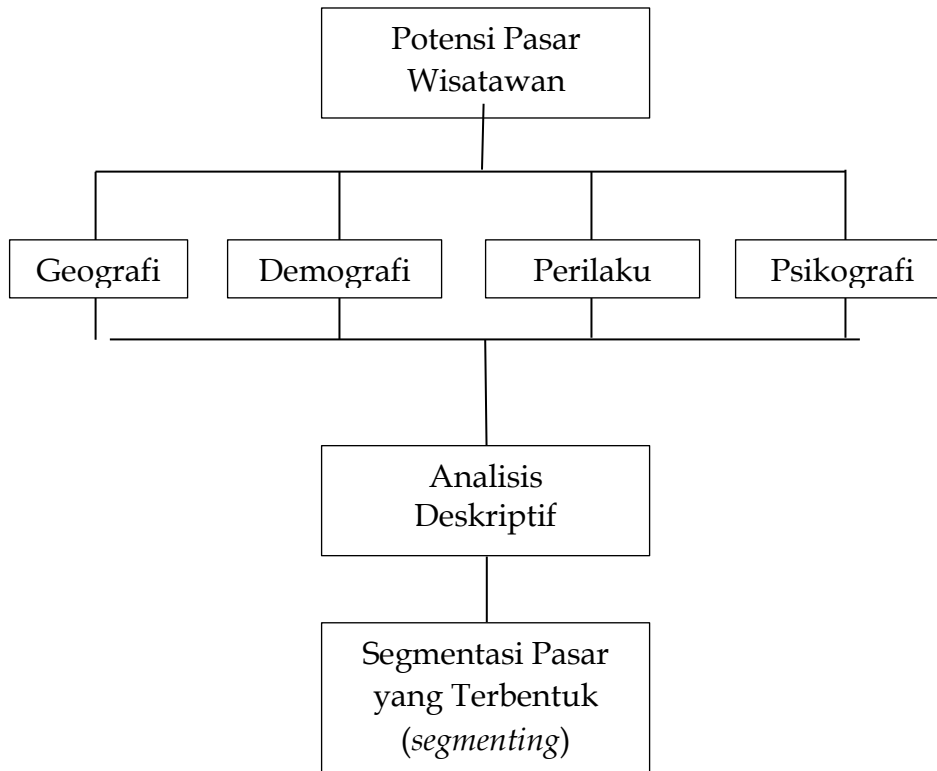 Potensi Pasar
Wisatawan
Geografi
Demografi
Perilaku
Psikografi
Analisis
Deskriptif
Segmentasi Pasar
yang Terbentuk
(segmenting)